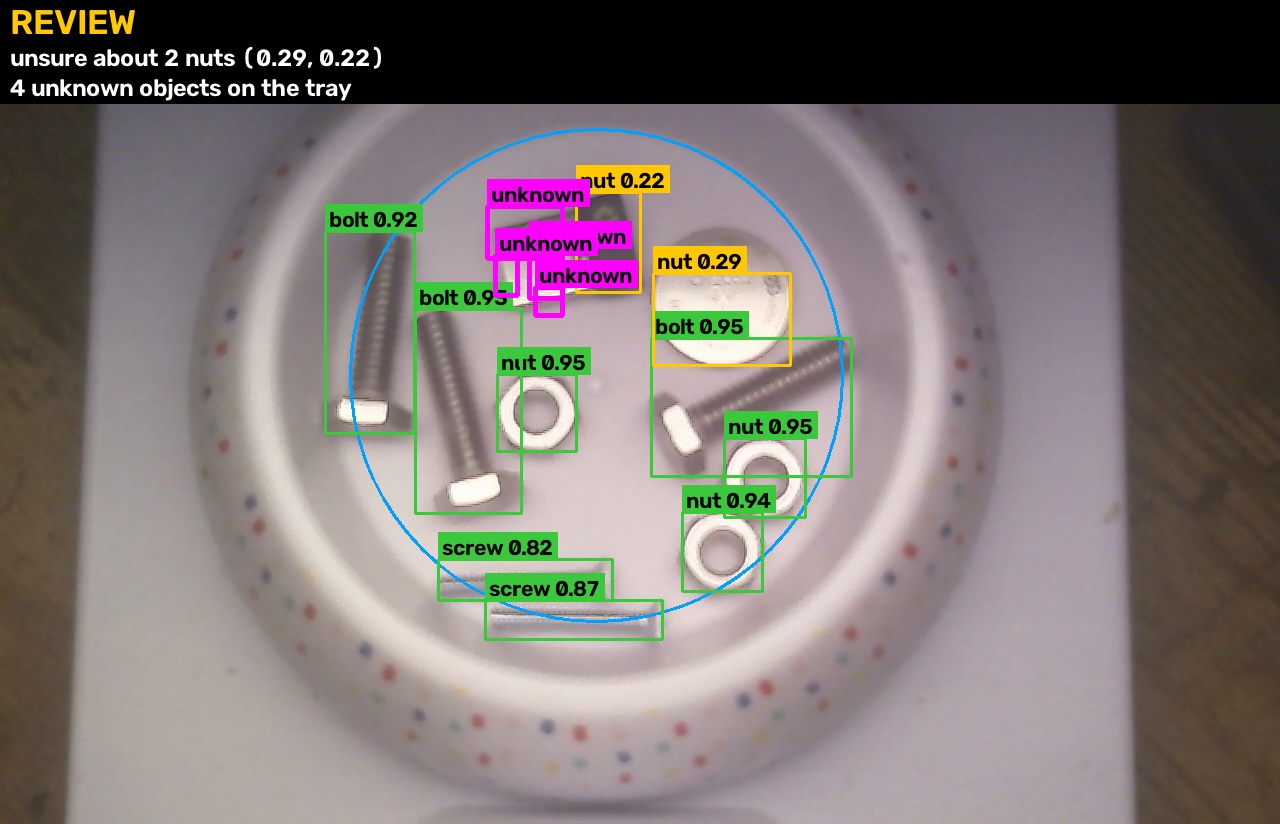 REVIEW
unsure about 2 nuts (0.29, 0.22)
4 unknown objects on the tray
nut 0.22
unknown
bolt 0.92
unknown
nut 0.29
unknown
bolt 0.95
bolt 0.95
nut 0.95
nut 0.95
nut 0.94
screw 0.82
screw 0.87